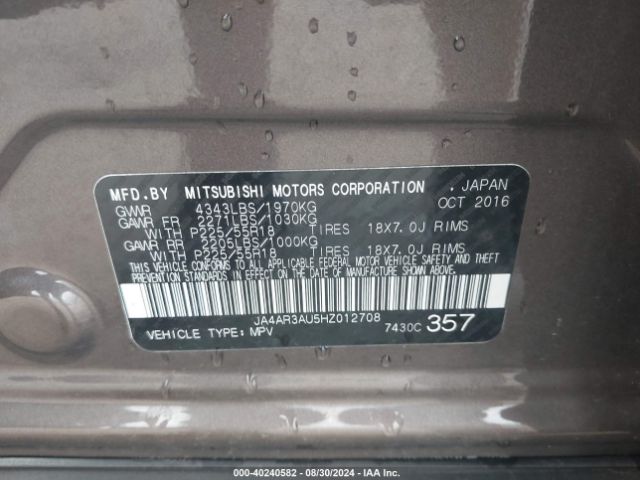 MFD.BY MITSUBISHI MOTORS CORPORATION . JAPAN
GVWR 4343LBS/1970KG OCT 2016
GAWR FR 2271LBS/1030KG
WITH P225/55R18 TIRES 18X7.0J RIMS
GAWR RR 2205LBS/1000KG
WITH P225/55R18 TIRES 18X7.0J RIMS
THIS VEHICLE CONFORMS TO ALL APPLICABLE FEDERAL MOTOR VEHICLE SAFETY AND THEFT
PREVENTION STANDARDS IN EFFECT ON THE DATE OF MANUFACTURE SHOWN ABOVE.
JA4AR3AU5HZ012708
VEHICLE TYPE: MPV 7430C 357
000-40240582 - 08/30/2024 - IAA Inc.